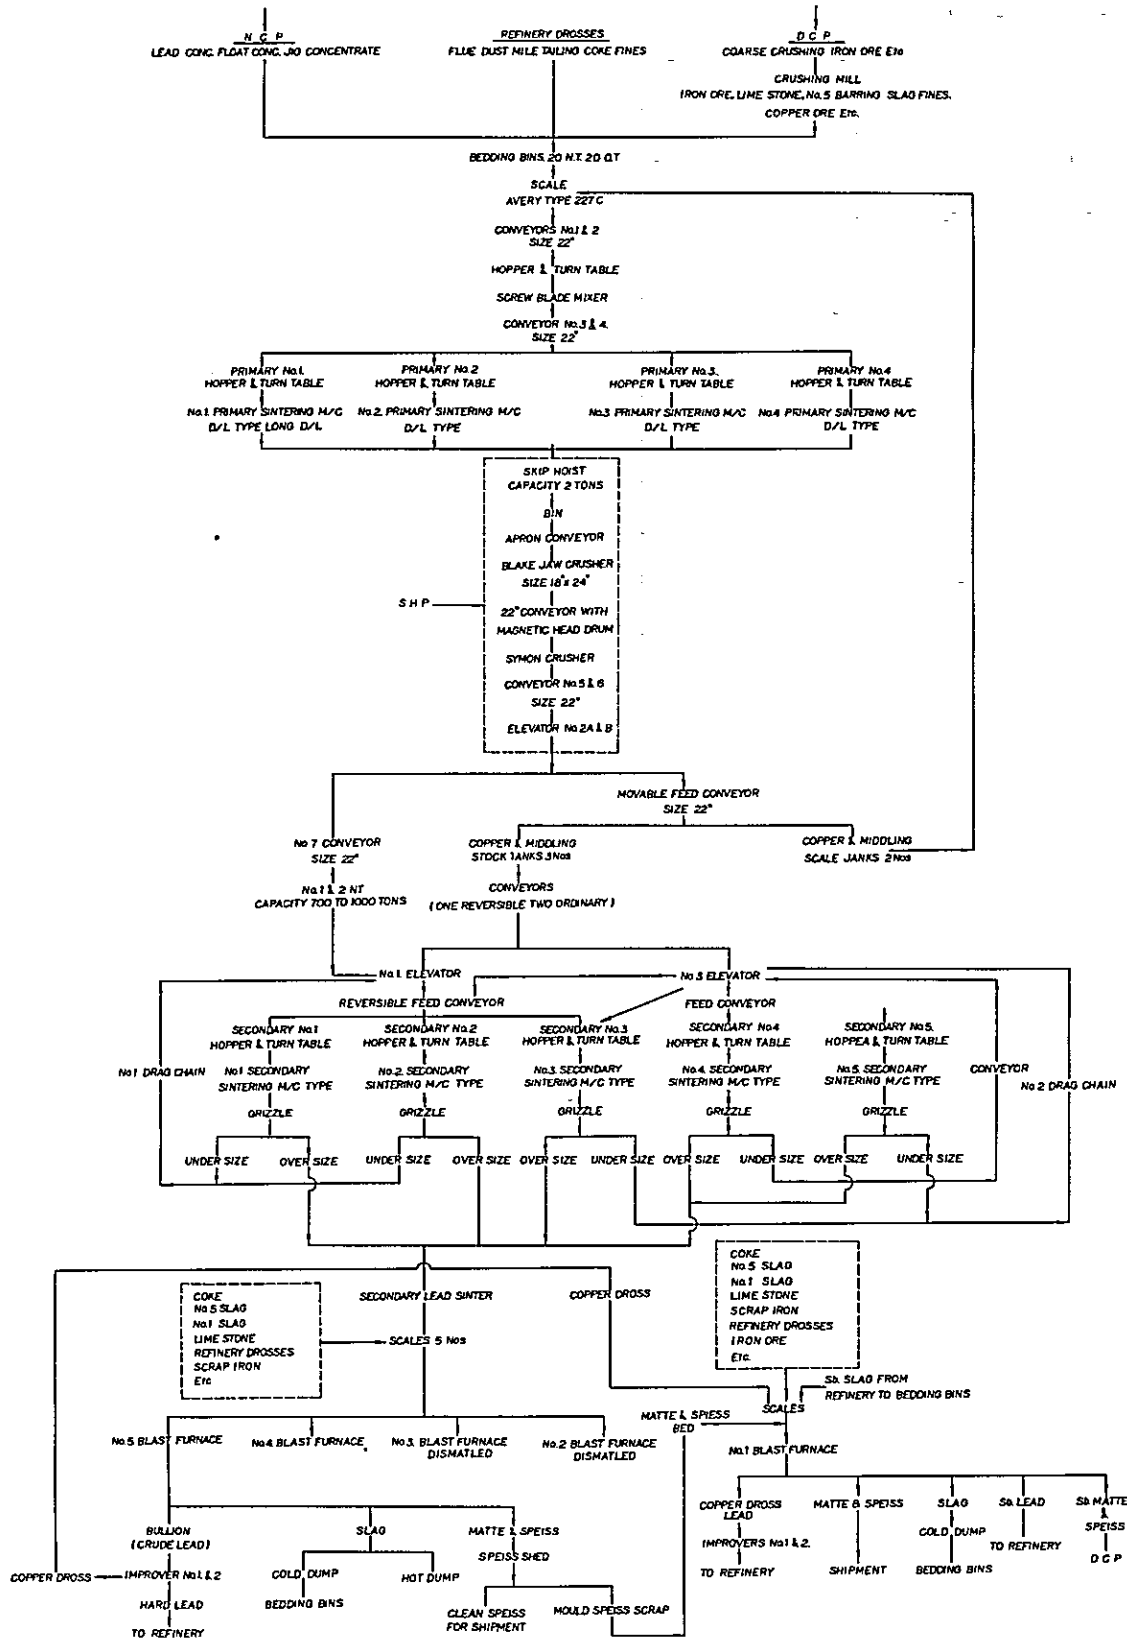 N C P
LEAD CONC. FLOAT CONC. JIG CONCENTRATE
REFINERY DROSSES
FLUE DUST MILE TAILING COKE FINES
D C P
COARSE CRUSHING IRON ORE Etc
CRUSHING MILL
IRON ORE, LIME STONE, No.5 BARRING SLAG FINES.
COPPER ORE Etc.
BEDDING BINS. 20 N.T. 20 O.T
SCALE
AVERY TYPE 227C
CONVEYORS No.1 & 2
SIZE 22"
HOPPER & TURN TABLE
SCREW BLADE MIXER
CONVEYOR No.3 & 4.
SIZE 22"
PRIMARY No.1.
HOPPER & TURN TABLE
PRIMARY No.2
HOPPER & TURN TABLE
PRIMARY No.3.
HOPPER & TURN TABLE
PRIMARY No.4
HOPPER & TURN TABLE
No.1. PRIMARY SINTERING M/C
D/L TYPE LONG D/L
No.2. PRIMARY SINTERING M/C
D/L TYPE
No.3 PRIMARY SINTERING M/C
D/L TYPE
No.4 PRIMARY SINTERING M/C
D/L TYPE
SKIP HOIST
CAPACITY 2 TONS
BIN
APRON CONVEYOR
BLAKE JAW CRUSHER
SIZE 18" x 24"
S H P
22" CONVEYOR WITH
MAGNETIC HEAD DRUM
SYMON CRUSHER
CONVEYOR No.5 & 6
SIZE 22"
ELEVATOR No.2A & B
MOVABLE FEED CONVEYOR
SIZE 22"
No 7 CONVEYOR
SIZE 22"
COPPER & MIDDLING
STOCK TANKS 3 Nos
COPPER & MIDDLING
SCALE TANKS 2 Nos
No.1 & 2 NT
CAPACITY 700 TO 1000 TONS
CONVEYORS
(ONE REVERSIBLE TWO ORDINARY)
No.1. ELEVATOR
No.3 ELEVATOR
REVERSIBLE FEED CONVEYOR
FEED CONVEYOR
SECONDARY No.1
HOPPER & TURN TABLE
SECONDARY No.2
HOPPER & TURN TABLE
SECONDARY No.3
HOPPER & TURN TABLE
SECONDARY No.4
HOPPER & TURN TABLE
SECONDARY No.5.
HOPPEA & TURN TABLE
No.1 DRAG CHAIN
No.1 SECONDARY
SINTERING M/C TYPE
No.2. SECONDARY
SINTERING M/C TYPE
No.3. SECONDARY
SINTERING M/C TYPE
No.4. SECONDARY
SINTERING M/C TYPE
No.5. SECONDARY
SINTERING M/C TYPE
CONVEYOR
No.2 DRAG CHAIN
GRIZZLE
GRIZZLE
GRIZZLE
GRIZZLE
GRIZZLE
UNDER SIZE
OVER SIZE
UNDER SIZE
OVER SIZE
OVER SIZE
UNDER SIZE
OVER SIZE
UNDER SIZE
OVER SIZE
UNDER SIZE
COKE
No 5 SLAG
No.1 SLAG
LIME STONE
REFINERY DROSSES
SCRAP IRON
Etc
SECONDARY LEAD SINTER
SCALES 5 Nos
COPPER DROSS
COKE
No.5 SLAG
No.1 SLAG
LIME STONE
SCRAP IRON
REFINERY DROSSES
IRON ORE
Etc.
Sb. SLAG FROM
REFINERY TO BEDDING BINS
SCALES
MATTE & SPIESS
BED
No.5 BLAST FURNACE
No.4 BLAST FURNACE
No.3. BLAST FURNACE
DISMATLED
No.2 BLAST FURNACE
DISMATLED
No.1 BLAST FURNACE
COPPER DROSS
LEAD
IMPROVERS No.1 & 2.
TO REFINERY
MATTE & SPEISS
SHIPMENT
SLAG
COLD DUMP
BEDDING BINS
Sb. LEAD
TO REFINERY
Sb. MATTE
&
SPEISS
D C P
BULLION
(CRUDE LEAD)
SLAG
MATTE & SPEISS
SPEISS SHED
COPPER DROSS
IMPROVER No.1 & 2
COLD DUMP
BEDDING BINS
HOT DUMP
HARD LEAD
TO REFINERY
CLEAN SPEISS
FOR SHIPMENT
MOULD SPEISS SCRAP